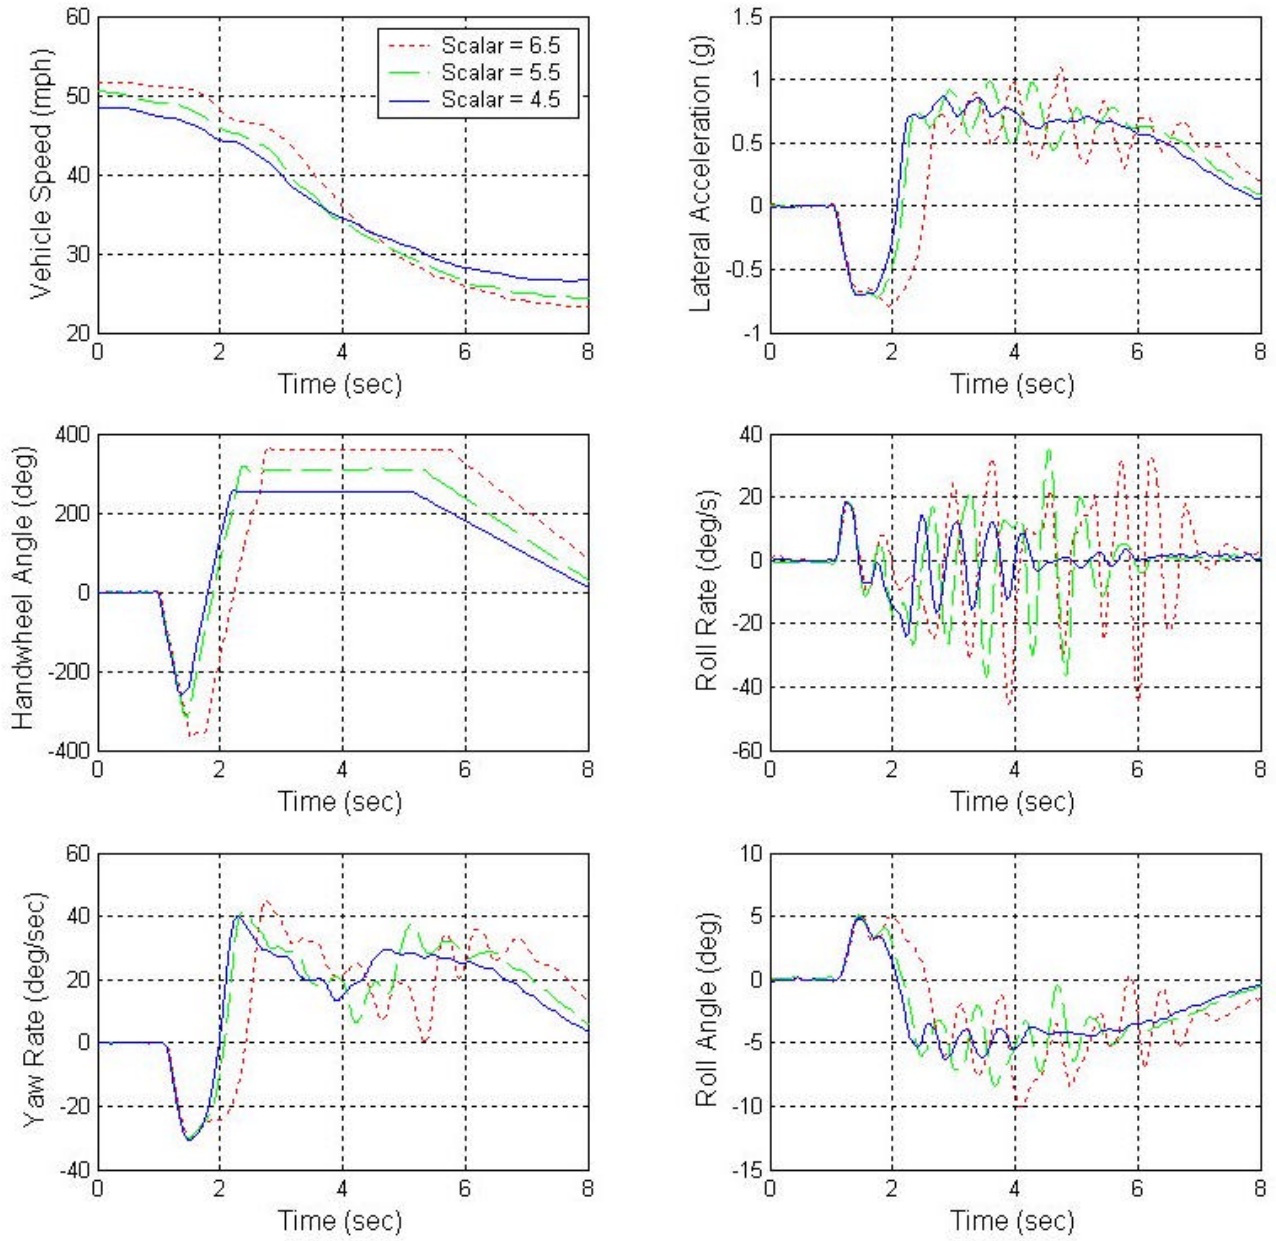 60
50
40
30
20
Vehicle Speed (mph)
Scalar = 6.5
Scalar = 5.5
Scalar = 4.5
0 2 4 6 8
Time (sec)
1.5
1
0.5
0
-0.5
-1
Lateral Acceleration (g)
0 2 4 6 8
Time (sec)
400
200
0
-200
-400
Handwheel Angle (deg)
0 2 4 6 8
Time (sec)
40
20
0
-20
-40
-60
Roll Rate (deg/s)
0 2 4 6 8
Time (sec)
60
40
20
0
-20
-40
Yaw Rate (deg/sec)
0 2 4 6 8
Time (sec)
10
5
0
-5
-10
-15
Roll Angle (deg)
0 2 4 6 8
Time (sec)